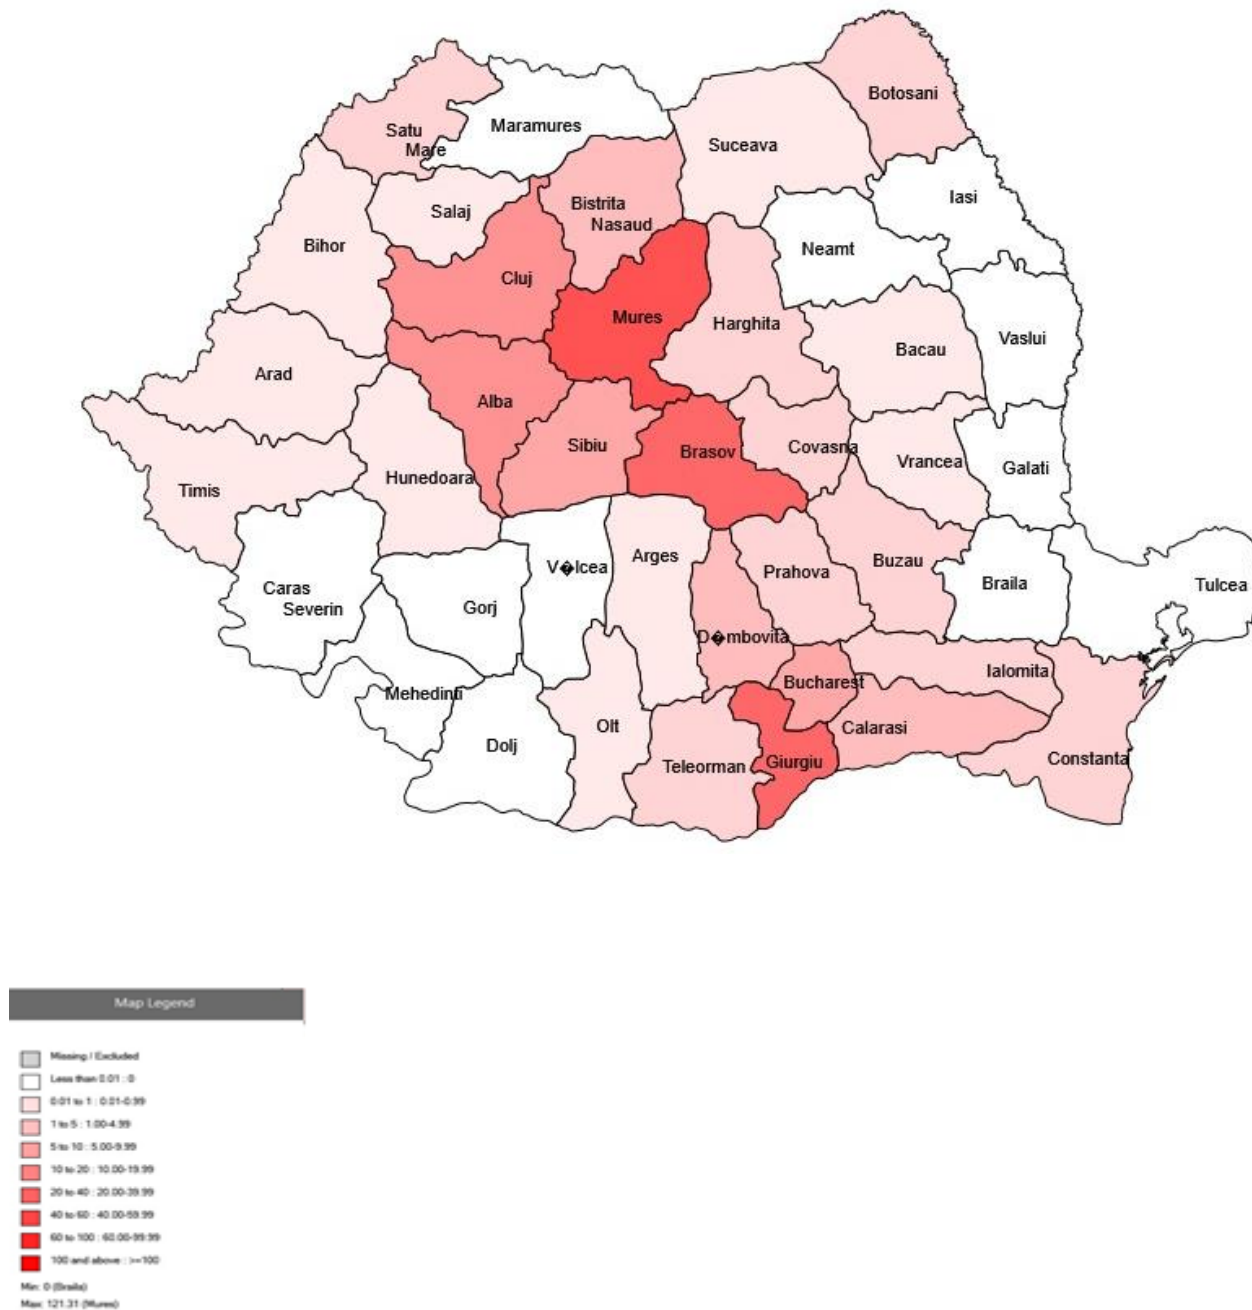 Botosani
Satu
Mare
Maramures
Suceava
Iasi
Salaj
Bistrita
Nasaud
Bihor
Neamt
Cluj
Mures
Harghita
Vaslui
Bacau
Arad
Alba
Sibiu
Brasov
Covasna
Vrancea
Galati
Timis
Hunedoara
Arges
V�lcea
Prahova
Buzau
Braila
Tulcea
Caras
Severin
Gorj
D�mbovita
Ialomita
Bucharest
Mehedinti
Calarasi
Olt
Dolj
Teleorman
Giurgiu
Constanta
Map Legend
Missing / Excluded
Less than 0.01 : 0
0.01 to 1 : 0.01-0.99
1 to 5 : 1.00-4.99
5 to 10 : 5.00-9.99
10 to 20 : 10.00-19.99
20 to 40 : 20.00-39.99
40 to 60 : 40.00-59.99
60 to 100 : 60.00-99.99
100 and above : >=100
Min: 0 (Braila)
Max: 121.31 (Mures)